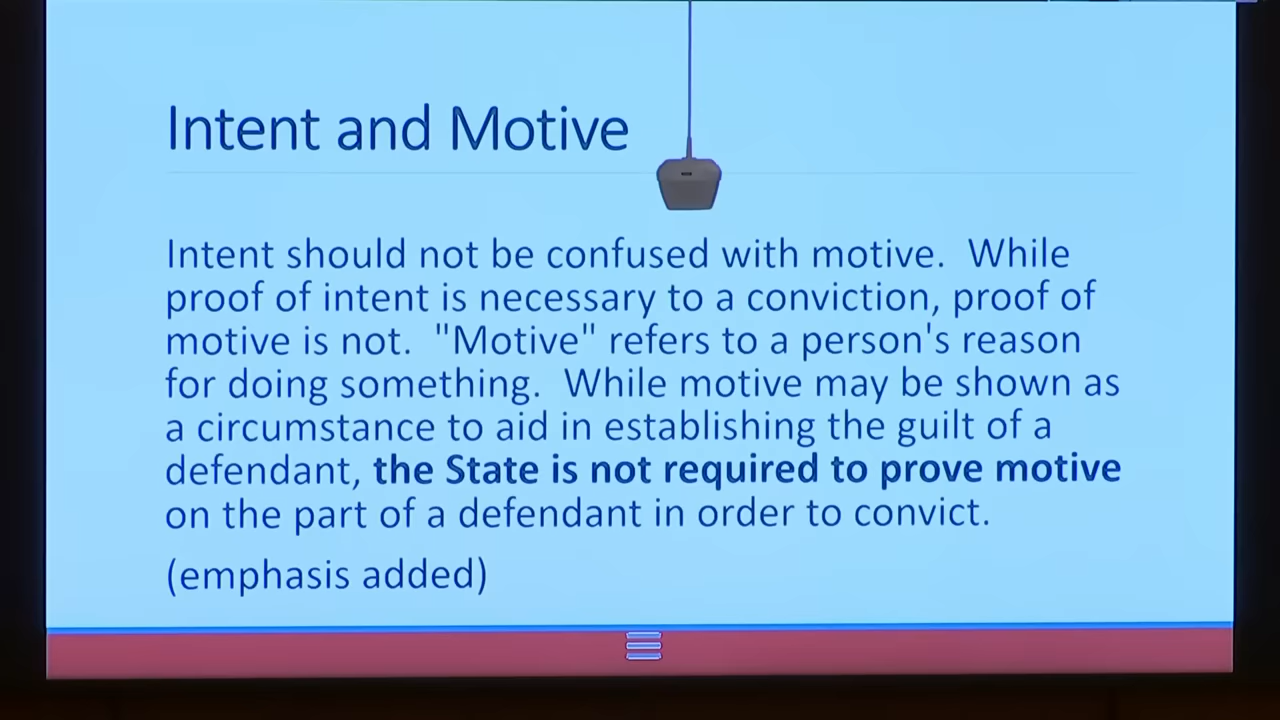 Intent and Motive
Intent should not be confused with motive.  While
proof of intent is necessary to a conviction, proof of
motive is not.  "Motive" refers to a person's reason
for doing something.  While motive may be shown as
a circumstance to aid in establishing the guilt of a
defendant, the State is not required to prove motive
on the part of a defendant in order to convict.
(emphasis added)